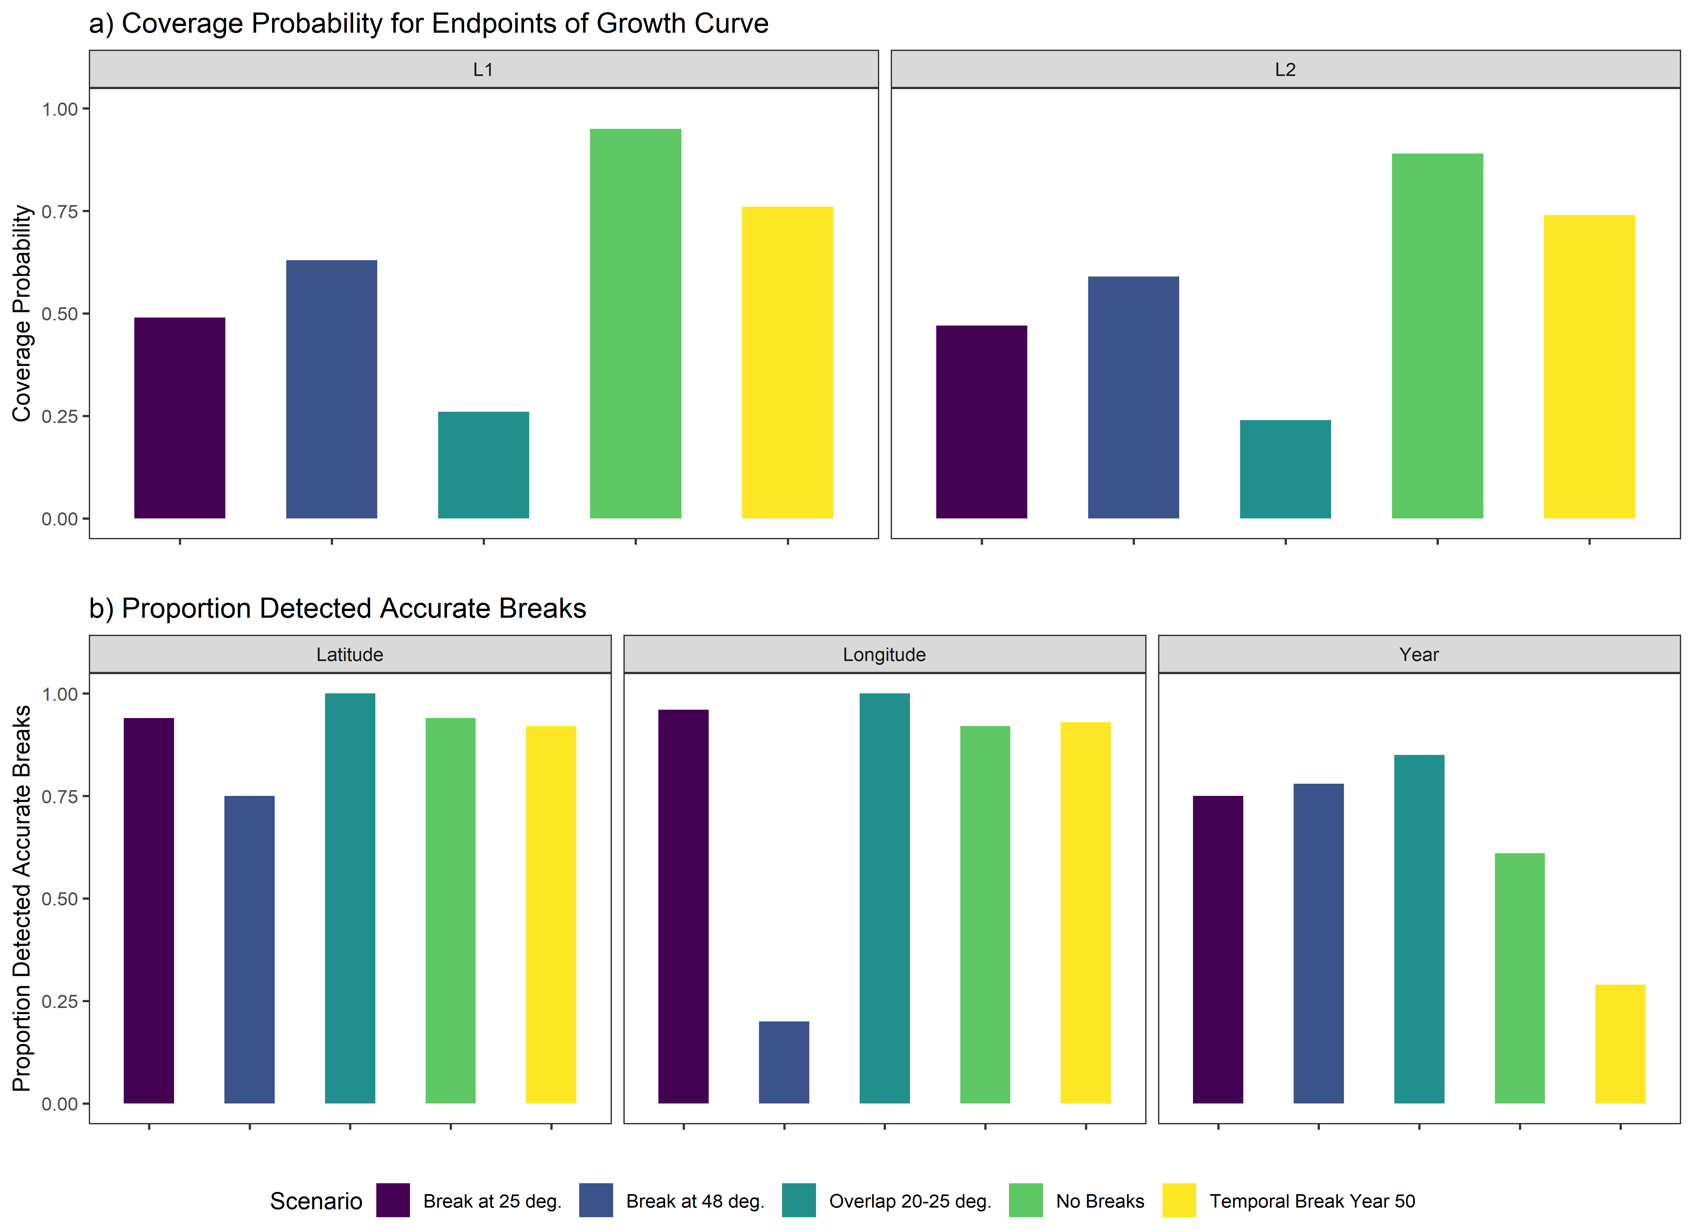 a) Coverage Probability for Endpoints of Growth Curve
L1
L2
Coverage Probability
1.00
0.75
0.50
0.25
0.00
b) Proportion Detected Accurate Breaks
Latitude
Longitude
Year
Proportion Detected Accurate Breaks
1.00
0.75
0.50
0.25
0.00
Scenario
Break at 25 deg.
Break at 48 deg.
Overlap 20-25 deg.
No Breaks
Temporal Break Year 50